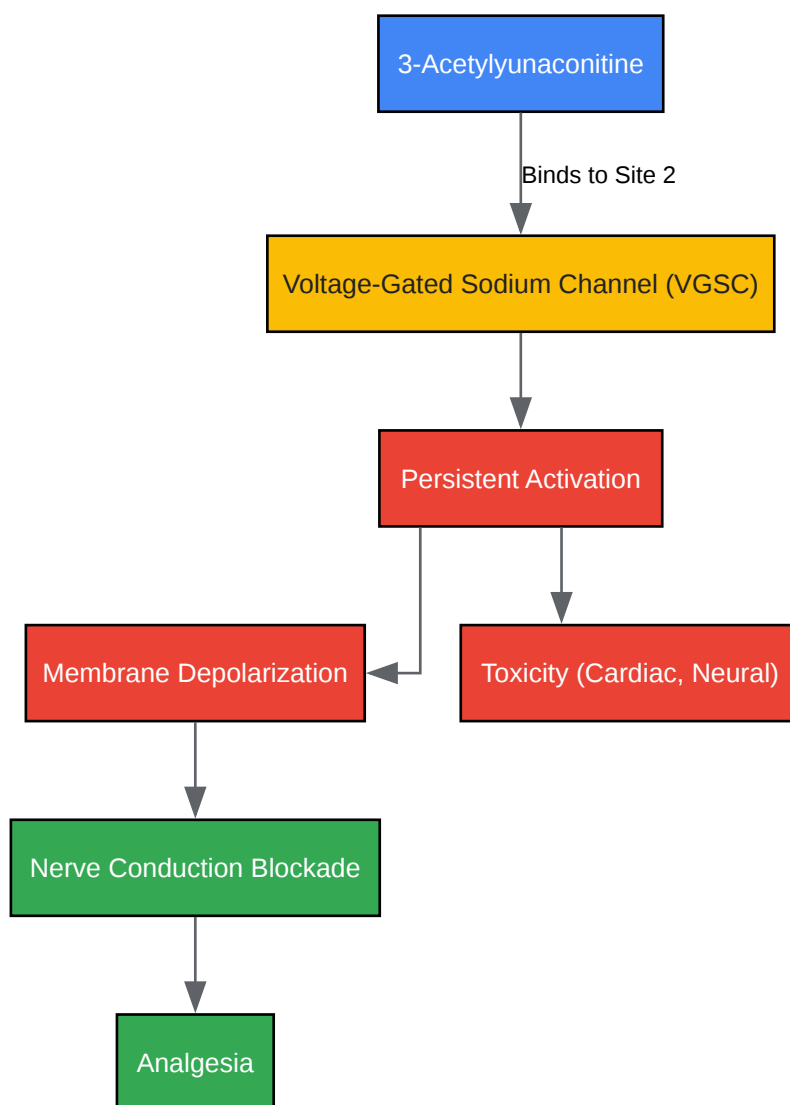 3-Acetylyunaconitine
Binds to Site 2
Voltage-Gated Sodium Channel (VGSC)
Persistent Activation
Membrane Depolarization
Toxicity (Cardiac, Neural)
Nerve Conduction Blockade
Analgesia